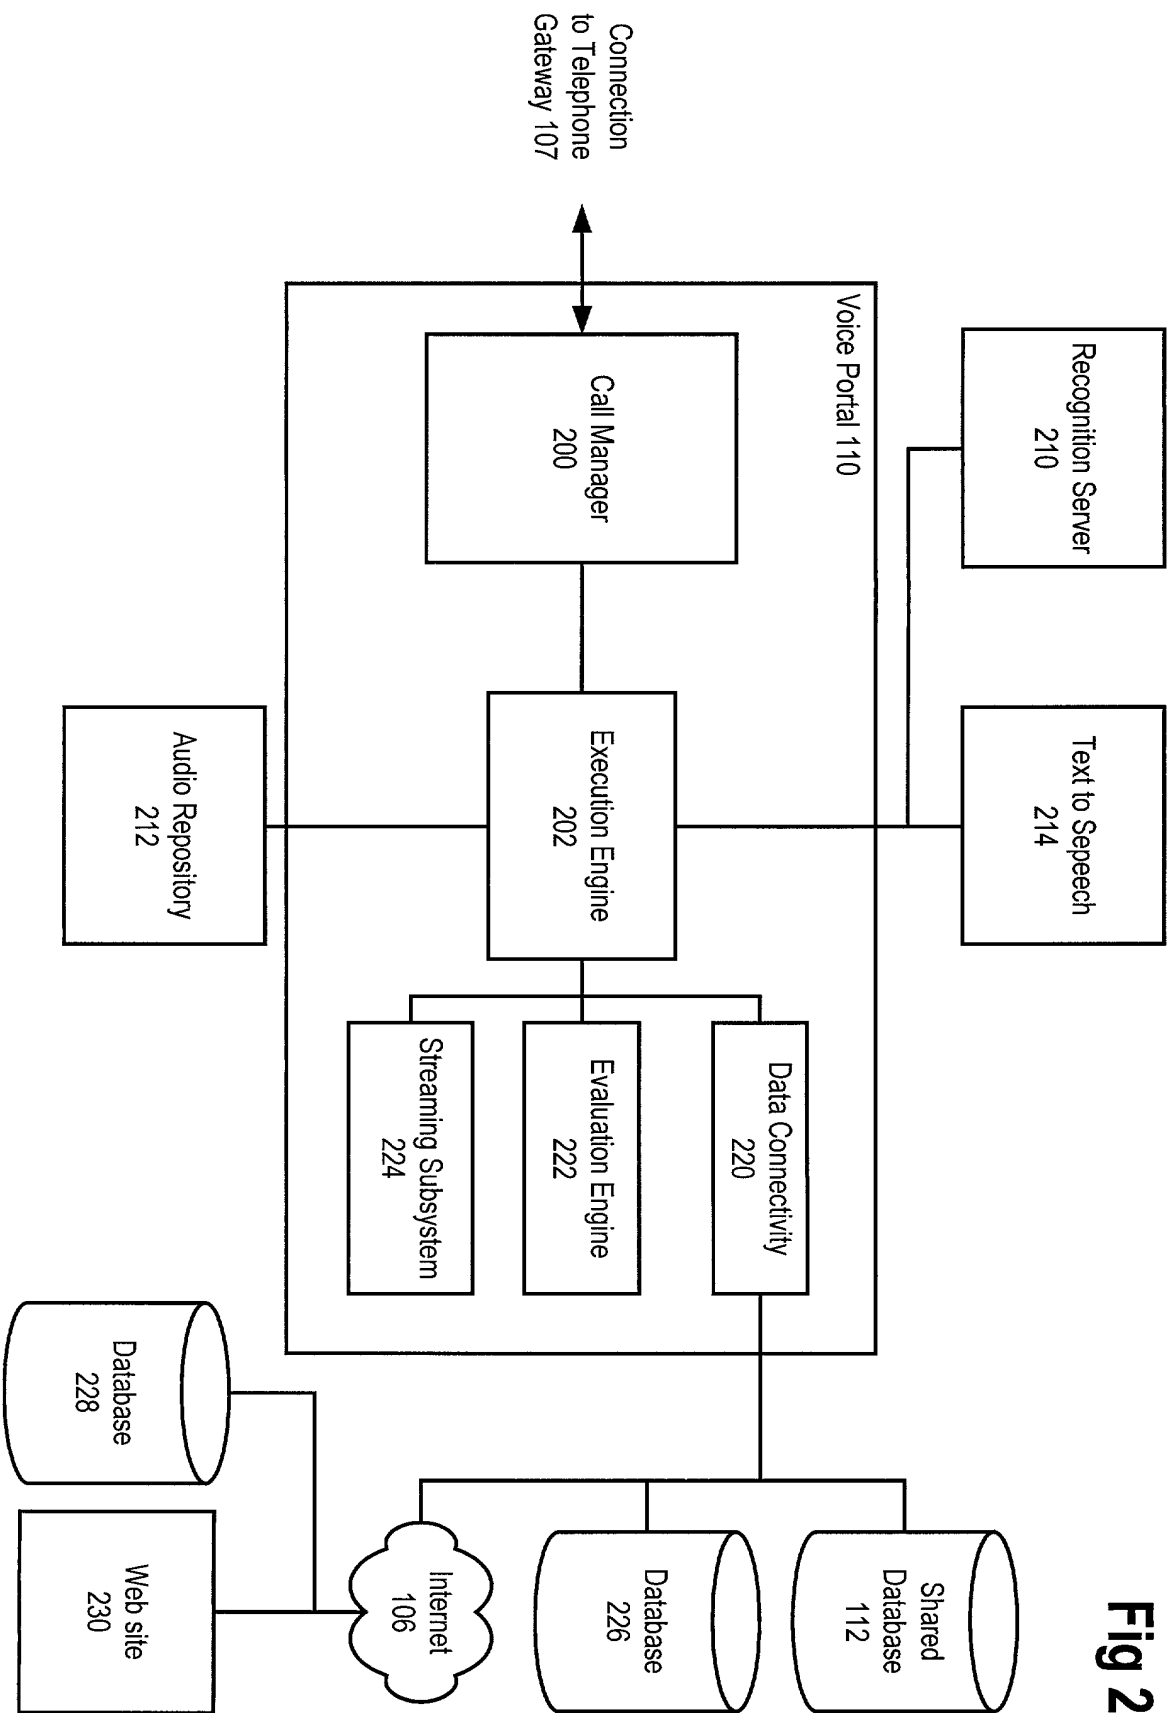 Fig 2
Recognition Server
210
Text to Sepeech
214
Voice Portal 110
Connection
to Telephone
Gateway 107
Call Manager
200
Execution Engine
202
Data Connectivity
220
Evaluation Engine
222
Streaming Subsystem
224
Audio Repository
212
Shared
Database
112
Database
226
Internet
106
Database
228
Web site
230